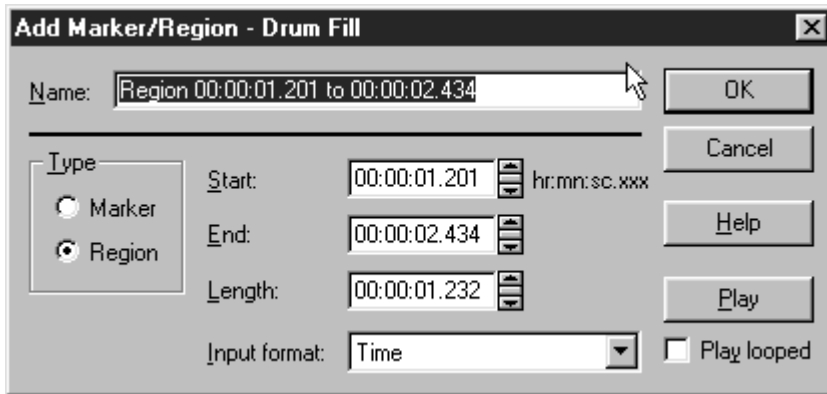 Add Marker/Region - Drum Fill
Name: Region 00:00:01.201 to 00:00:02.434
OK
Cancel
Type
Marker
Region
Start: 00:00:01.201 hr:mn:sc.xxx
End: 00:00:02.434
Help
Length: 00:00:01.232
Play
Input format: Time
Play looped